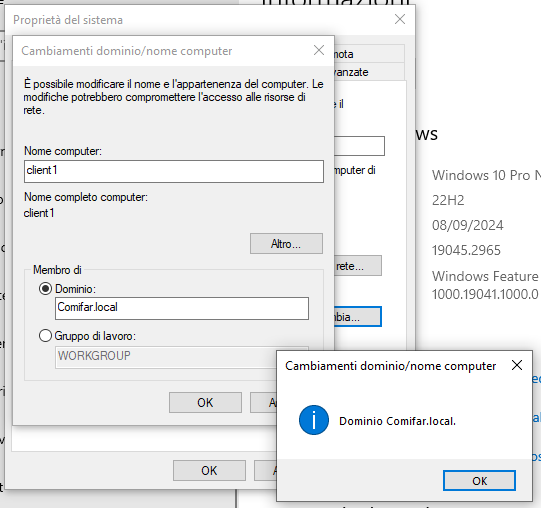 Informazioni
Proprietà del sistema
Cambiamenti dominio/nome computer
mota
vanzate
È possibile modificare il nome e l'appartenenza del computer. Le
modifiche potrebbero compromettere l'accesso alle risorse di
rete.
e il
ws
Nome computer:
client1
mputer di
Windows 10 Pro N
Nome completo computer:
client1
22H2
08/09/2024
Altro...
19045.2965
Membro di
rete...
Windows Feature
1000.19041.1000.0
Dominio:
Comifar.local
mbia...
Gruppo di lavoro:
WORKGROUP
Cambiamenti dominio/nome computer
OK
Dominio Comifar.local.
OK
OK